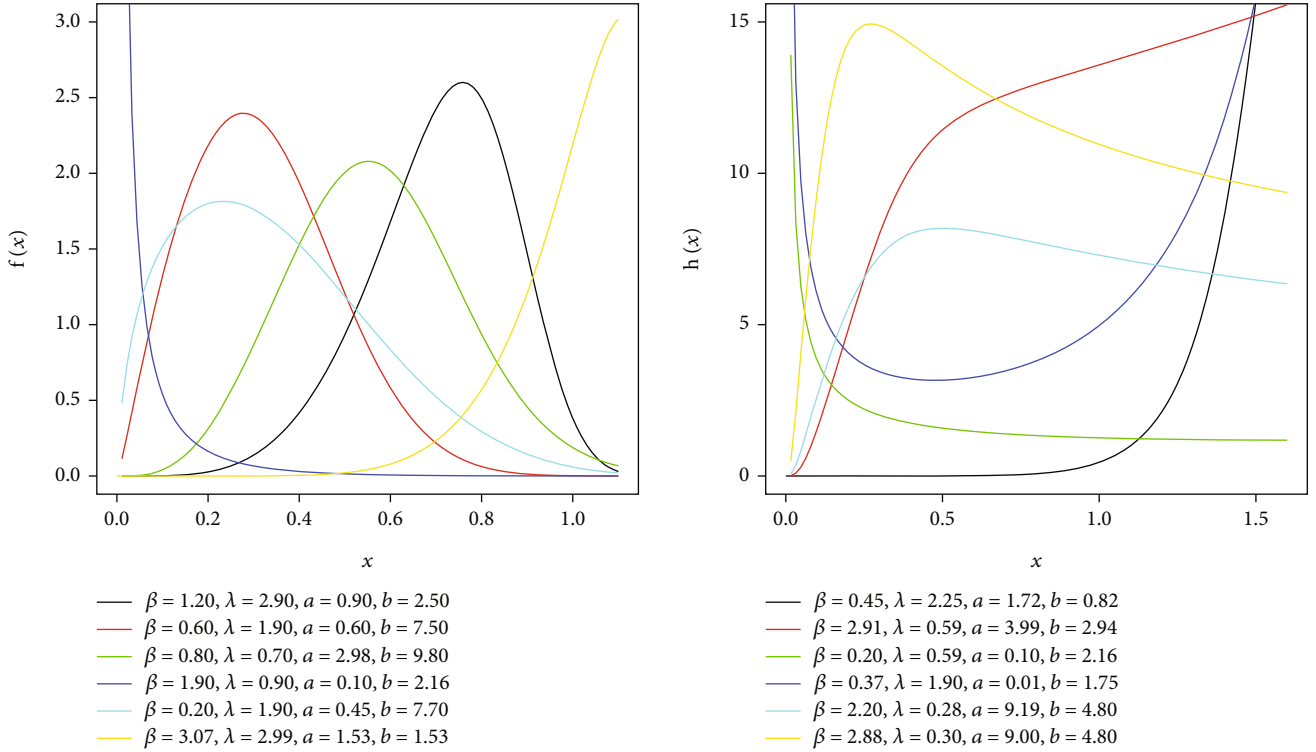 3.0
2.5
2.0
1.5
1.0
0.5
0.0
f (x)
0.0 0.2 0.4 0.6 0.8 1.0
x
β = 1.20, λ = 2.90, a = 0.90, b = 2.50
β = 0.60, λ = 1.90, a = 0.60, b = 7.50
β = 0.80, λ = 0.70, a = 2.98, b = 9.80
β = 1.90, λ = 0.90, a = 0.10, b = 2.16
β = 0.20, λ = 1.90, a = 0.45, b = 7.70
β = 3.07, λ = 2.99, a = 1.53, b = 1.53
15
10
5
0
h (x)
0.0 0.5 1.0 1.5
x
β = 0.45, λ = 2.25, a = 1.72, b = 0.82
β = 2.91, λ = 0.59, a = 3.99, b = 2.94
β = 0.20, λ = 0.59, a = 0.10, b = 2.16
β = 0.37, λ = 1.90, a = 0.01, b = 1.75
β = 2.20, λ = 0.28, a = 9.19, b = 4.80
β = 2.88, λ = 0.30, a = 9.00, b = 4.80